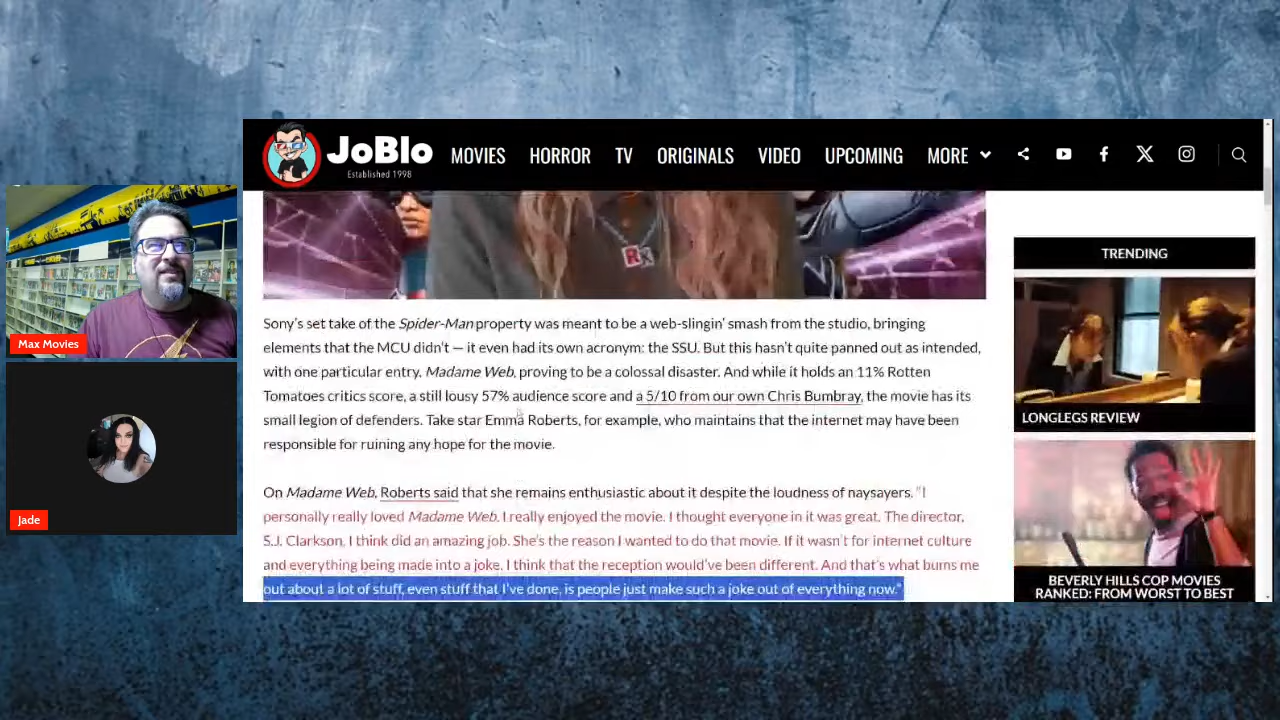 JoBlo
Established 1998
MOVIES HORROR TV ORIGINALS VIDEO UPCOMING MORE
RX
Sony's set take of the Spider-Man property was meant to be a web-slingin' smash from the studio, bringing
elements that the MCU didn't — it even had its own acronym: the SSU. But this hasn't quite panned out as intended,
with one particular entry, Madame Web, proving to be a colossal disaster. And while it holds an 11% Rotten
Tomatoes critics score, a still lousy 57% audience score and a 5/10 from our own Chris Bumbray, the movie has its
small legion of defenders. Take star Emma Roberts, for example, who maintains that the internet may have been
responsible for ruining any hope for the movie.
On Madame Web, Roberts said that she remains enthusiastic about it despite the loudness of naysayers. "I
personally really loved Madame Web. I really enjoyed the movie. I thought everyone in it was great. The director,
S.J. Clarkson, I think did an amazing job. She's the reason I wanted to do that movie. If it wasn't for internet culture
and everything being made into a joke, I think that the reception would've been different. And that's what bums me
out about a lot of stuff, even stuff that I've done, is people just make such a joke out of everything now."
TRENDING
LONGLEGS REVIEW
BEVERLY HILLS COP MOVIES
RANKED: FROM WORST TO BEST
Max Movies
Jade